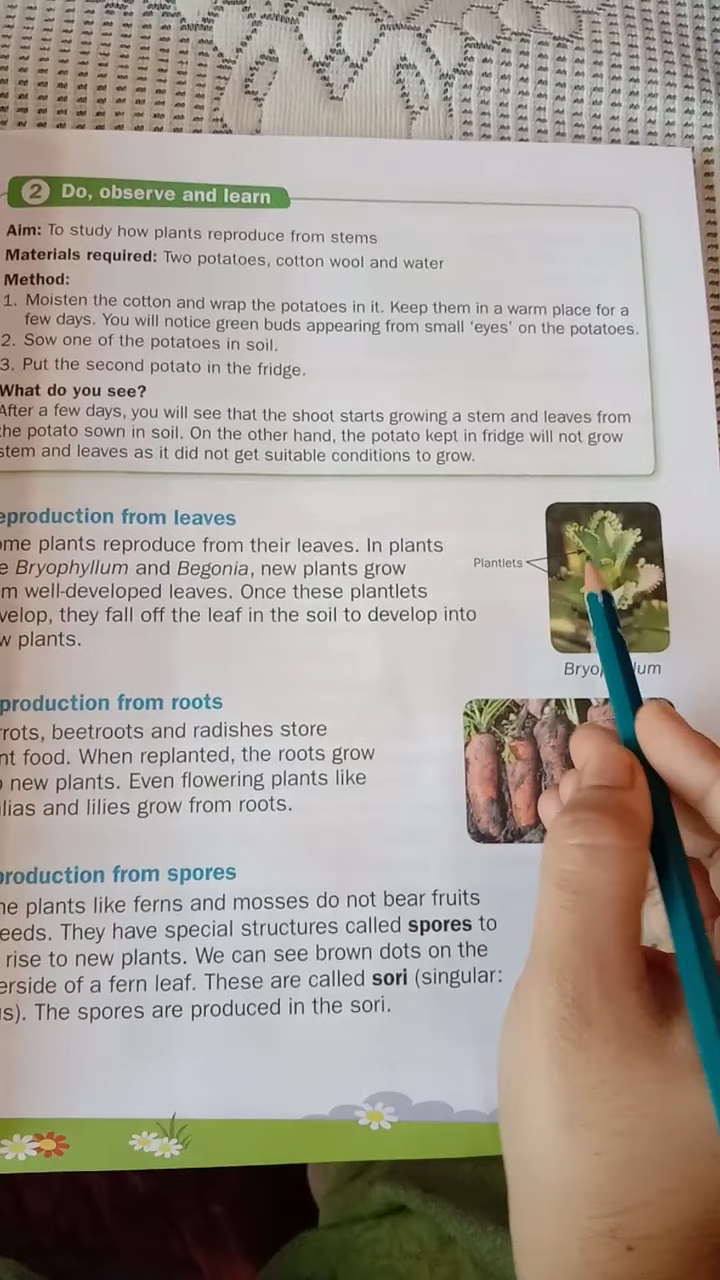 2 Do, observe and learn
Aim: To study how plants reproduce from stems
Materials required: Two potatoes, cotton wool and water
Method:
1. Moisten the cotton and wrap the potatoes in it. Keep them in a warm place for a
few days. You will notice green buds appearing from small ‘eyes’ on the potatoes.
2. Sow one of the potatoes in soil.
3. Put the second potato in the fridge.
What do you see?
After a few days, you will see that the shoot starts growing a stem and leaves from
the potato sown in soil. On the other hand, the potato kept in fridge will not grow
stem and leaves as it did not get suitable conditions to grow.
eproduction from leaves
ome plants reproduce from their leaves. In plants
e Bryophyllum and Begonia, new plants grow
m well-developed leaves. Once these plantlets
velop, they fall off the leaf in the soil to develop into
w plants.
Plantlets
Bryo lum
production from roots
rrots, beetroots and radishes store
nt food. When replanted, the roots grow
o new plants. Even flowering plants like
lias and lilies grow from roots.
production from spores
me plants like ferns and mosses do not bear fruits
eeds. They have special structures called spores to
rise to new plants. We can see brown dots on the
erside of a fern leaf. These are called sori (singular:
us). The spores are produced in the sori.